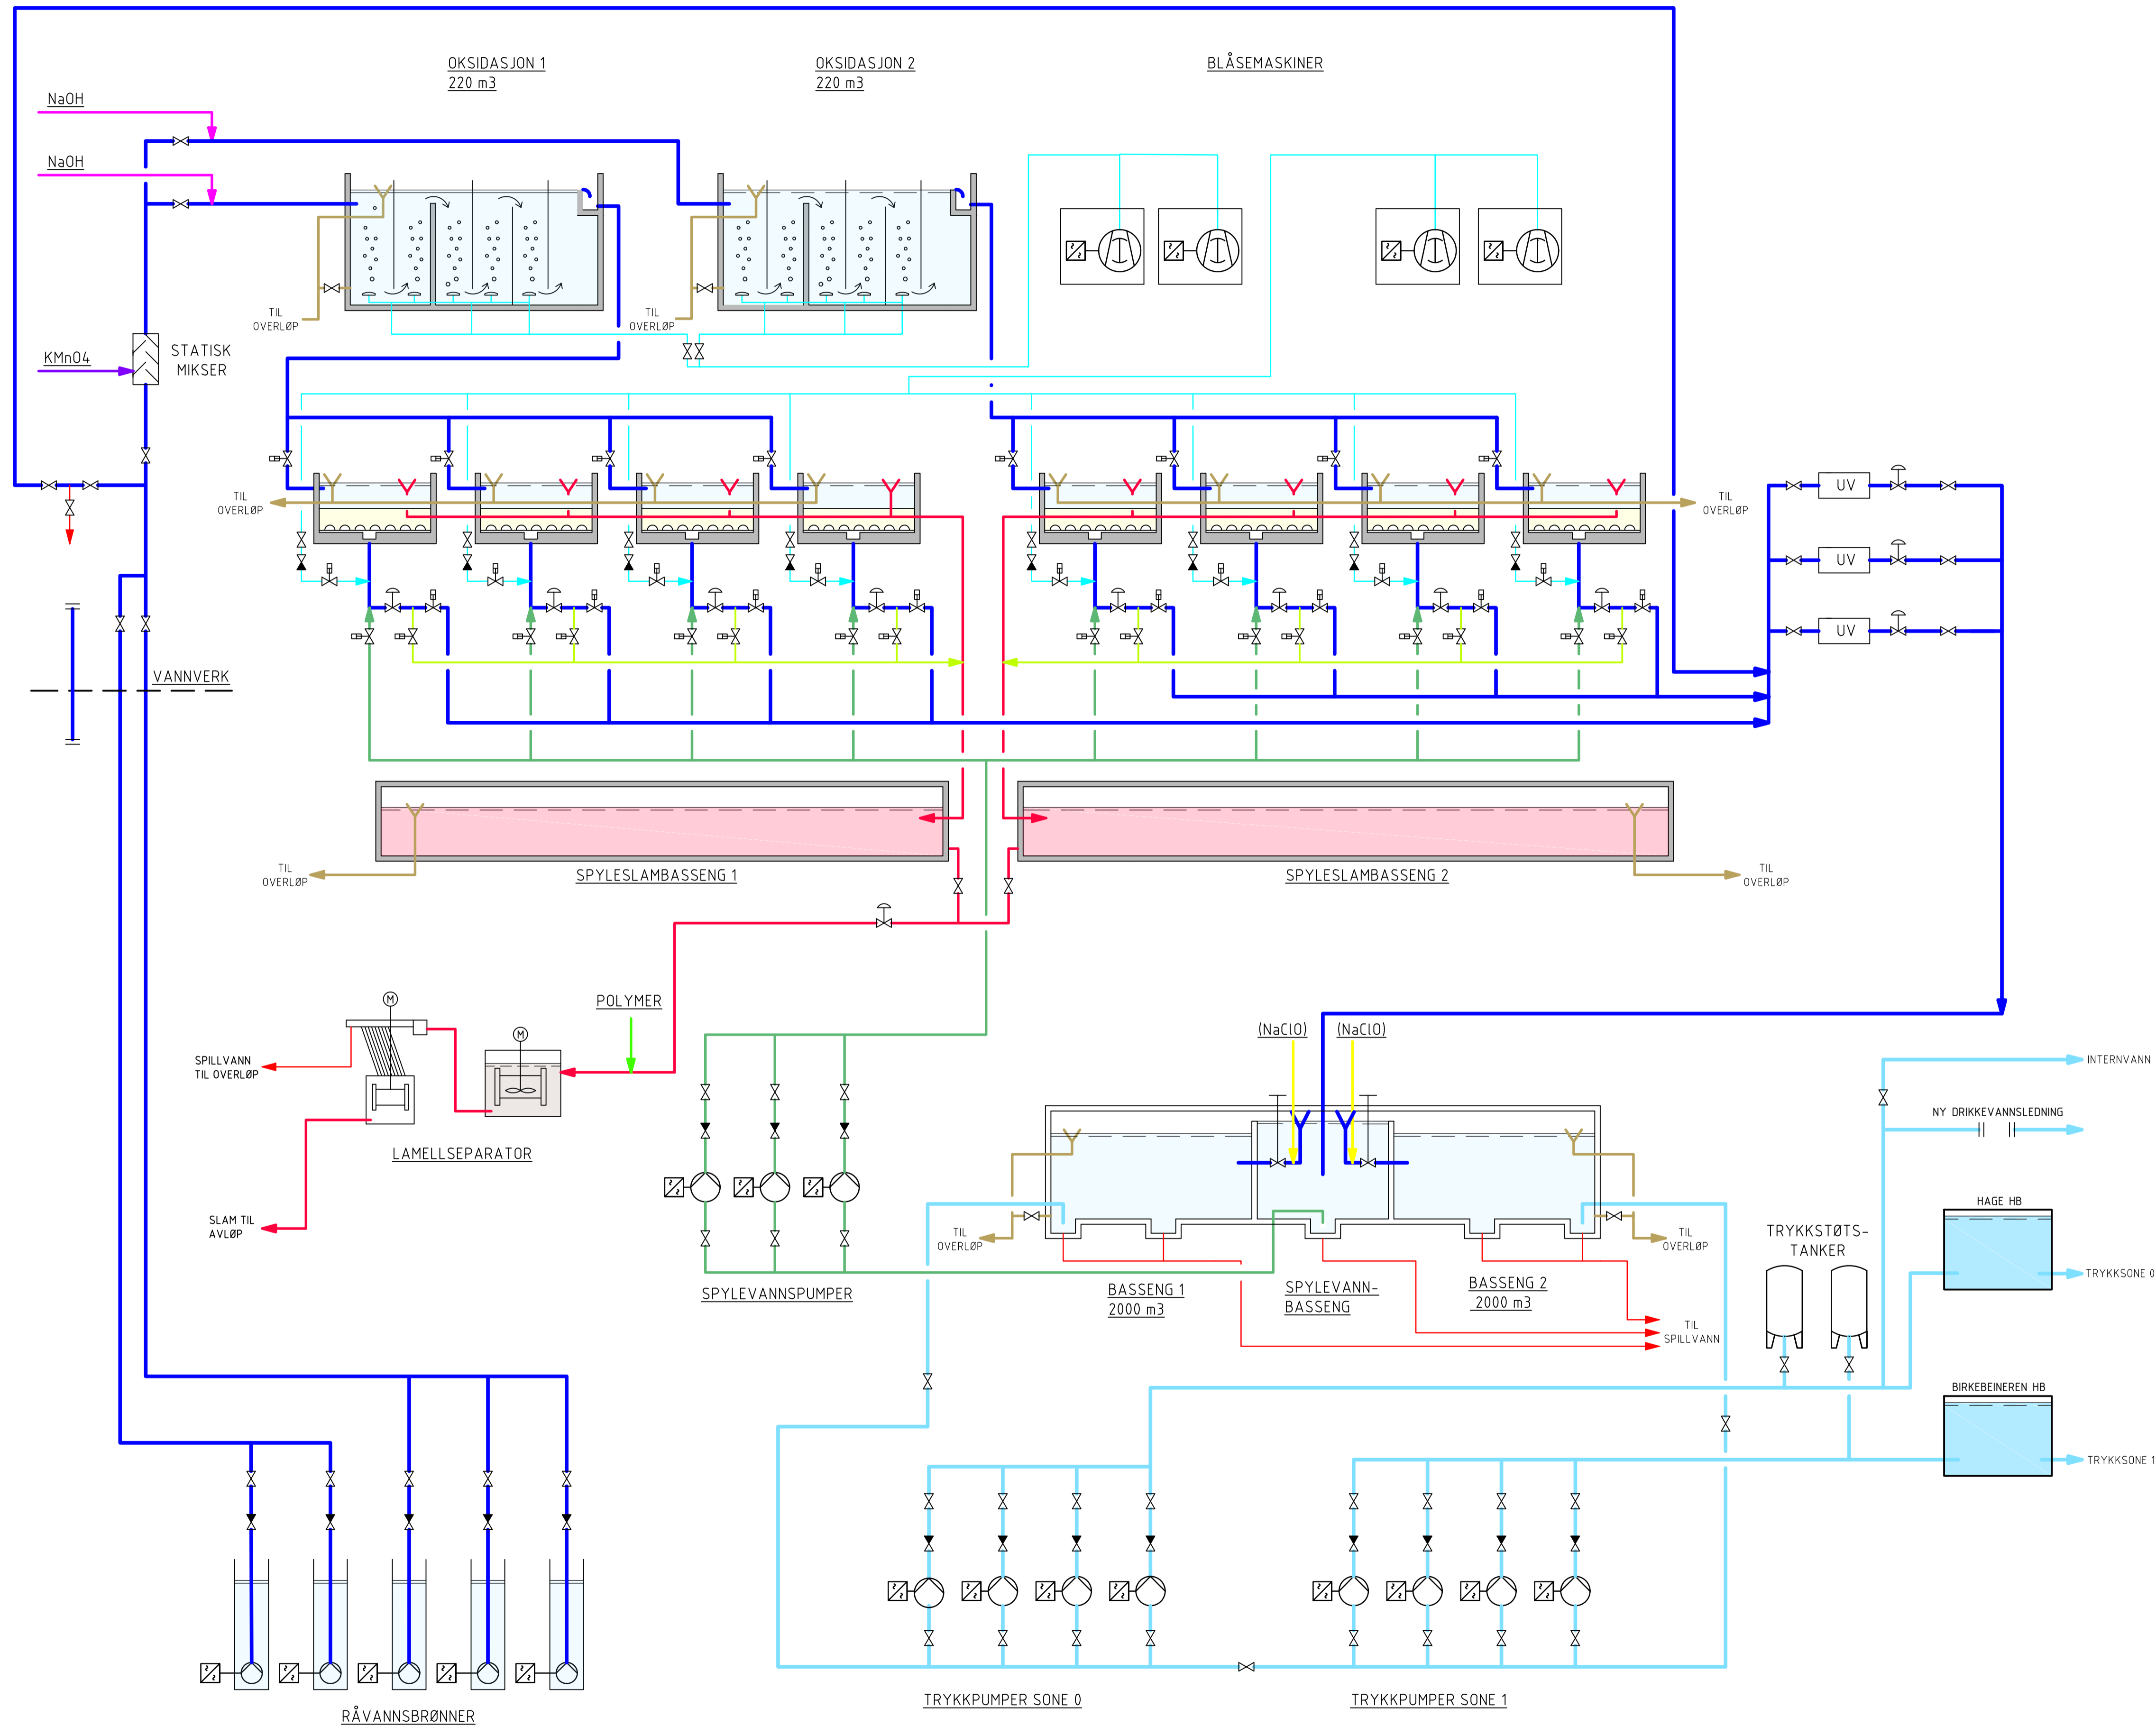 OKSIDASJON 1
220 m3
OKSIDASJON 2
220 m3
BLÅSEMASKINER
NaOH
NaOH
TIL
OVERLØP
TIL
OVERLØP
KMnO4
STATISK
MIKSER
TIL
OVERLØP
TIL
OVERLØP
UV
UV
UV
VANNVERK
SPYLESLAMBASSENG 1
SPYLESLAMBASSENG 2
TIL
OVERLØP
TIL
OVERLØP
POLYMER
M
M
SPILLVANN
TIL OVERLØP
LAMELLSEPARATOR
SLAM TIL
AVLØP
(NaClO)
(NaClO)
INTERNVANN
NY DRIKKEVANNSLEDNING
HAGE HB
TRYKKSONE 0
TRYKKSTØTS-
TANKER
TIL
OVERLØP
TIL
OVERLØP
SPYLEVANNSPUMPER
BASSENG 1
2000 m3
SPYLEVANN-
BASSENG
BASSENG 2
2000 m3
TIL
SPILLVANN
BIRKEBEINEREN HB
TRYKKSONE 1
TRYKKPUMPER SONE 0
TRYKKPUMPER SONE 1
RÅVANNSBRØNNER